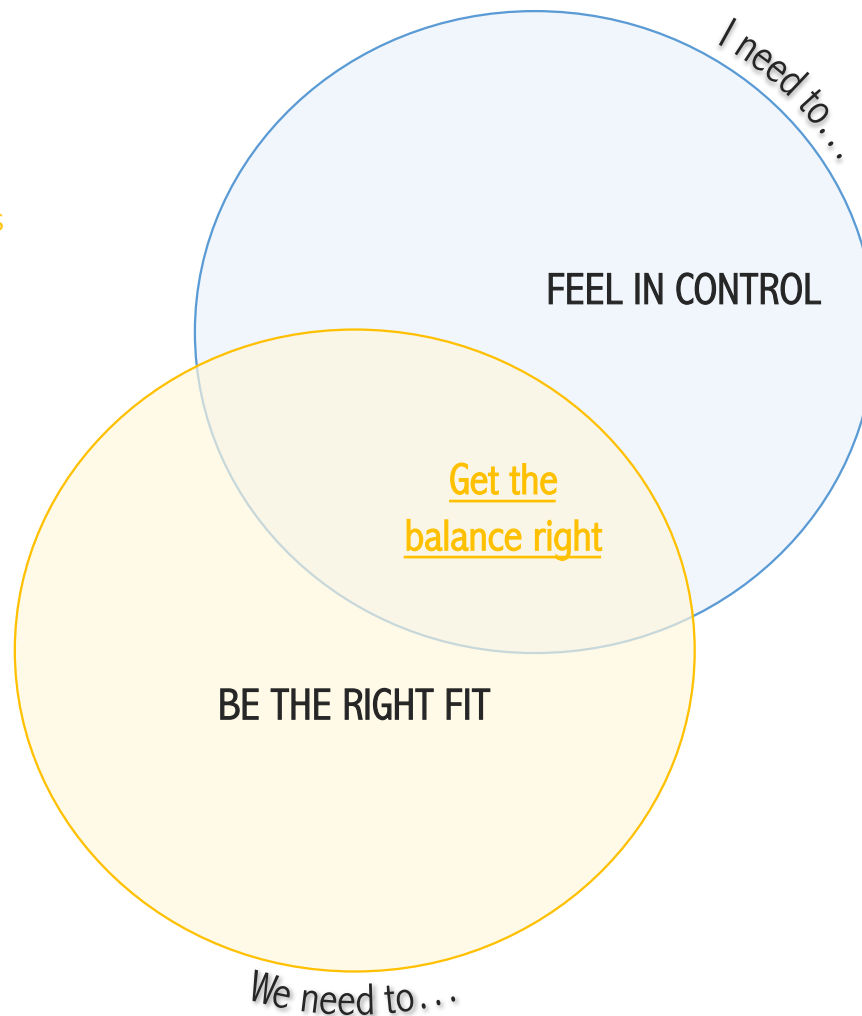 I need to...
FEEL IN CONTROL
Get the
balance right
BE THE RIGHT FIT
We need to...